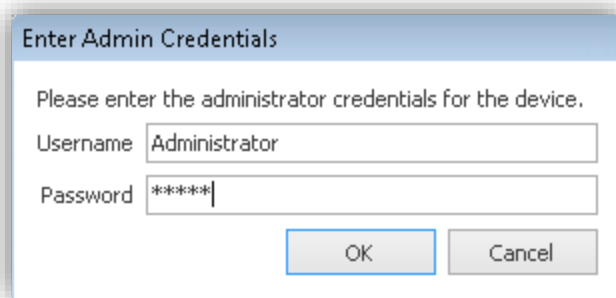 Enter Admin Credentials
Please enter the administrator credentials for the device.
Username Administrator
Password *****
OK Cancel